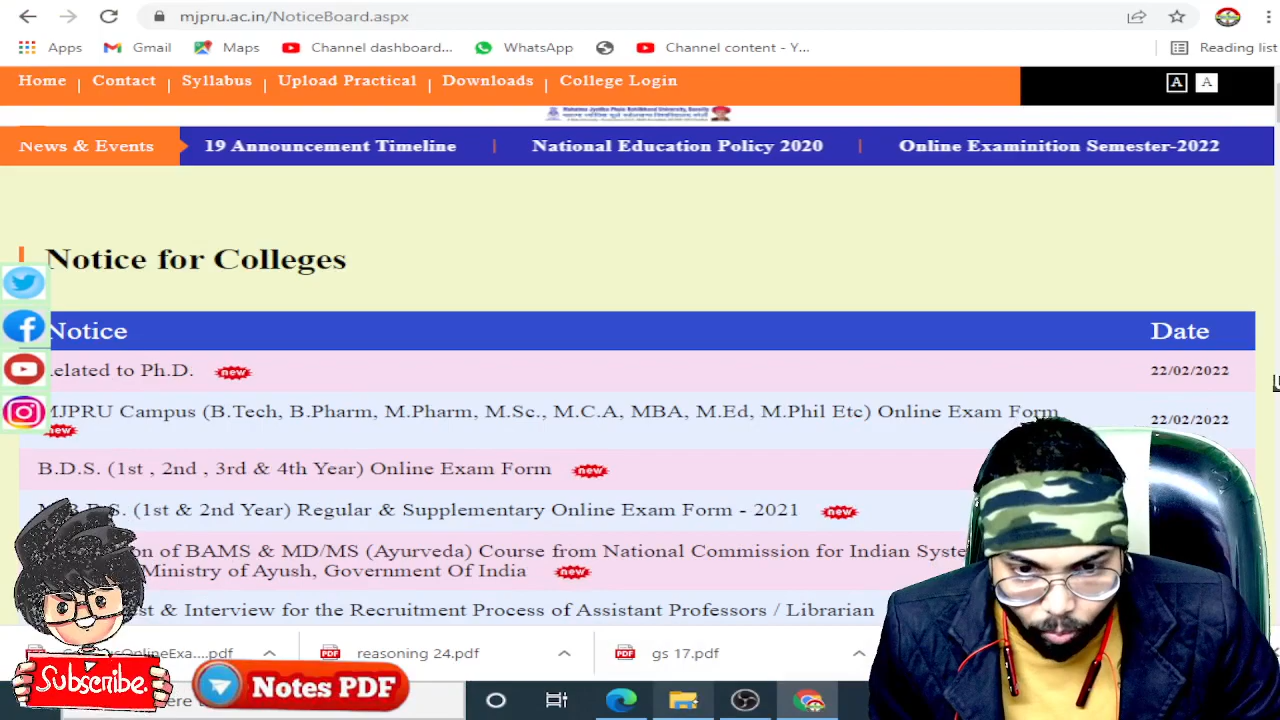 mjpru.ac.in/NoticeBoard.aspx
Apps Gmail Maps Channel dashboard... WhatsApp Channel content - Y... Reading list
Home Contact Syllabus Upload Practical Downloads College Login A A
News & Events 19 Announcement Timeline National Education Policy 2020 Online Examinition Semester-2022
Notice for Colleges
Notice Date
elated to Ph.D. new 22/02/2022
MJPRU Campus (B.Tech, B.Pharm, M.Pharm, M.Sc., M.C.A, MBA, M.Ed, M.Phil Etc) Online Exam Form
new 22/02/2022
B.D.S. (1st , 2nd , 3rd & 4th Year) Online Exam Form new
(1st & 2nd Year) Regular & Supplementary Online Exam Form - 2021 new
on of BAMS & MD/MS (Ayurveda) Course from National Commission for Indian Syste
Ministry of Ayush, Government Of India new
st & Interview for the Recruitment Process of Assistant Professors / Librarian
OnlineExa....pdf reasoning 24.pdf gs 17.pdf
Subscribe. Notes PDF